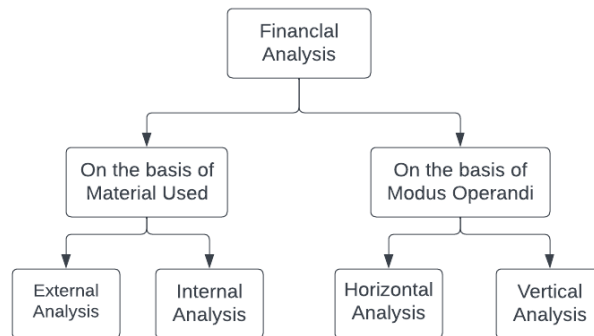 Financlal
Analysis
On the basis of
Material Used
On the basis of
Modus Operandi
External
Analysis
Internal
Analysis
Horizontal
Analysis
Vertical
Analysis